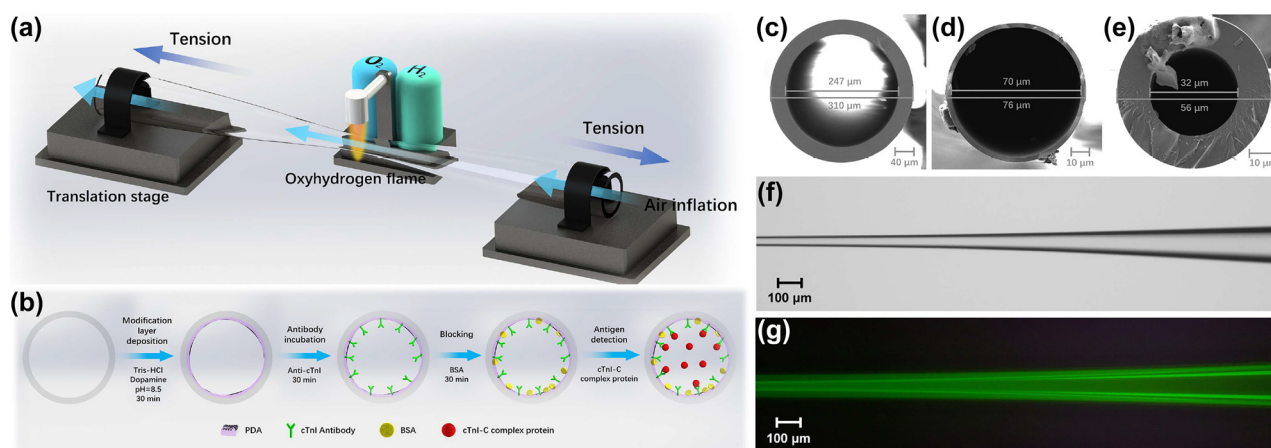 (a)
Tension
O₂
H₂
Tension
Oxyhydrogen flame
Translation stage
Air inflation
(b)
Modification
layer
deposition
Tris-HCl
Dopamine
pH=8.5
30 min
Antibody
incubation
Anti-cTnI
30 min
Blocking
BSA
30 min
Antigen
detection
cTnI-C
complex protein
PDA
cTnI Antibody
BSA
cTnI-C complex protein
(c)
247 μm
310 μm
40 μm
(d)
70 μm
76 μm
10 μm
(e)
32 μm
56 μm
10 μm
(f)
100 μm
(g)
100 μm